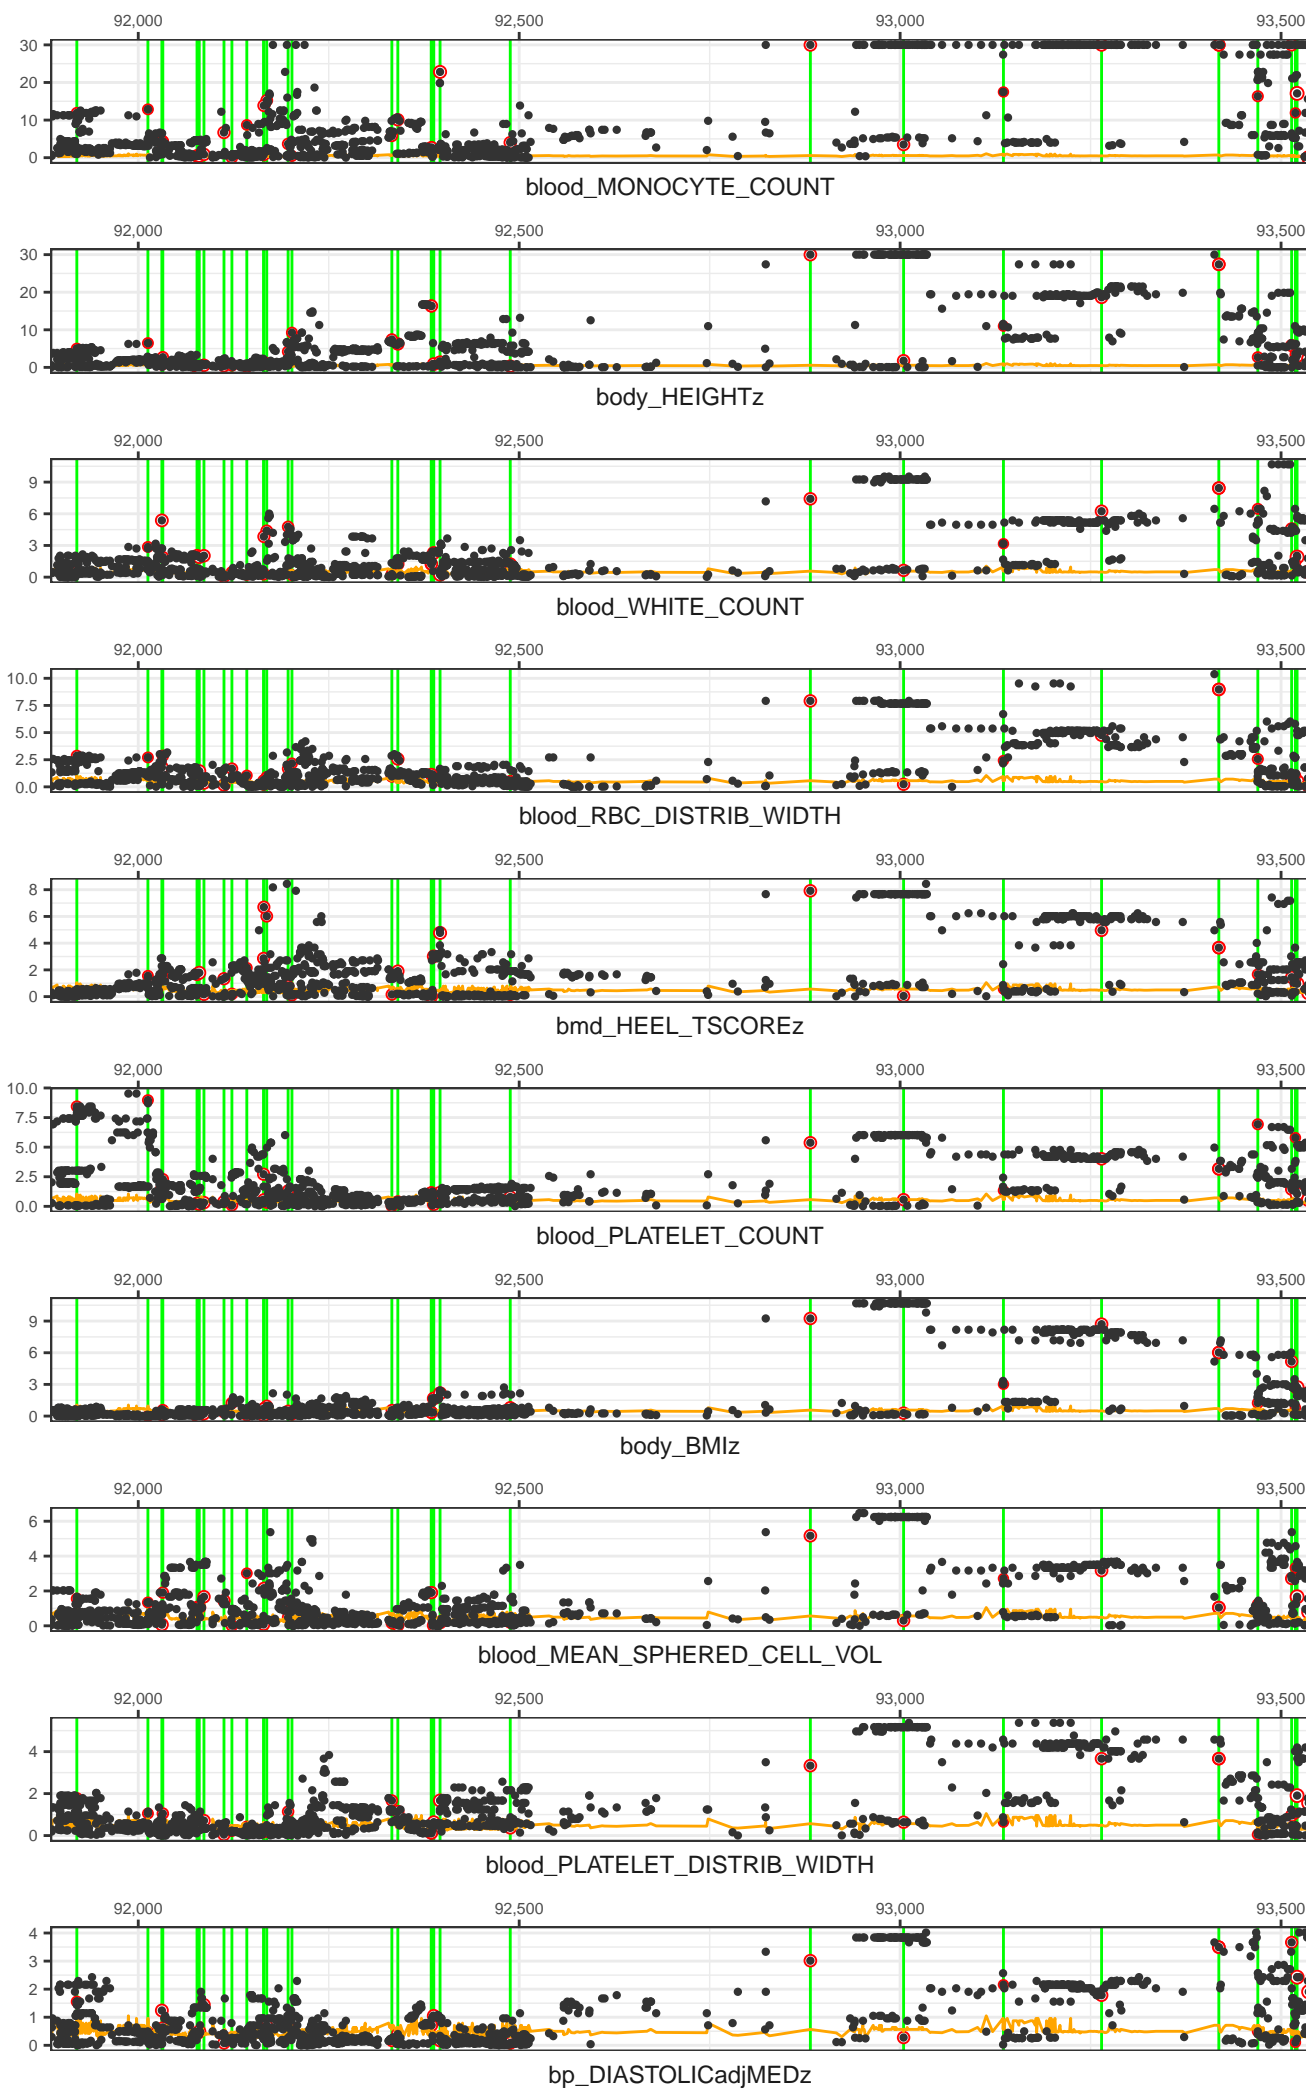 92,000 92,500 93,000 93,500
30
20
10
0
blood_MONOCYTE_COUNT
92,000 92,500 93,000 93,500
30
20
10
0
body_HEIGHTz
92,000 92,500 93,000 93,500
9
6
3
0
blood_WHITE_COUNT
92,000 92,500 93,000 93,500
10.0
7.5
5.0
2.5
0.0
blood_RBC_DISTRIB_WIDTH
92,000 92,500 93,000 93,500
8
6
4
2
0
bmd_HEEL_TSCOREz
92,000 92,500 93,000 93,500
10.0
7.5
5.0
2.5
0.0
blood_PLATELET_COUNT
92,000 92,500 93,000 93,500
9
6
3
0
body_BMIz
92,000 92,500 93,000 93,500
6
4
2
0
blood_MEAN_SPHERED_CELL_VOL
92,000 92,500 93,000 93,500
4
2
0
blood_PLATELET_DISTRIB_WIDTH
92,000 92,500 93,000 93,500
4
3
2
1
0
bp_DIASTOLICadjMEDz